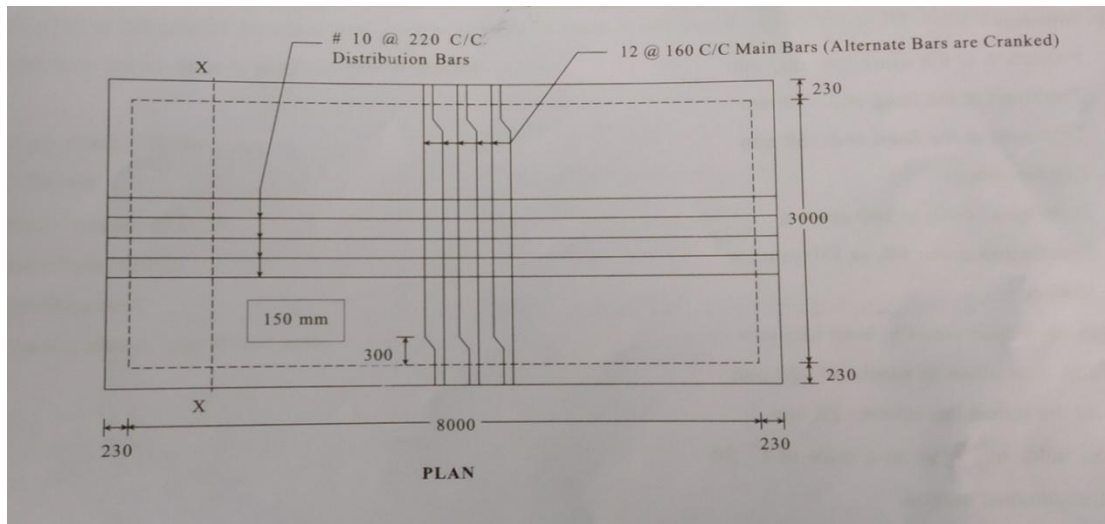 # 10 @ 220 C/C.
Distribution Bars
12 @ 160 C/C Main Bars (Alternate Bars are Cranked)
X
230
3000
150 mm
300
230
X
8000
230
230
PLAN